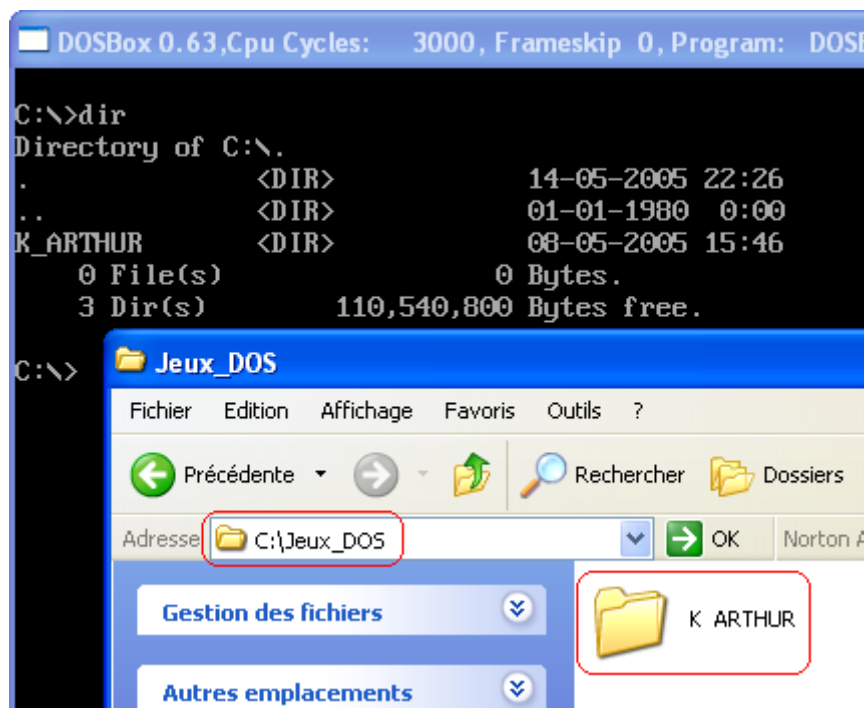 DOSBox 0.63,Cpu Cycles: 3000, Frameskip 0, Program: DOSB
C:\>dir
Directory of C:\.
. <DIR> 14-05-2005 22:26
.. <DIR> 01-01-1980 0:00
K_ARTHUR <DIR> 08-05-2005 15:46
0 File(s) 0 Bytes.
3 Dir(s) 110,540,800 Bytes free.
C:\>
Jeux_DOS
Fichier Edition Affichage Favoris Outils ?
Précédente Rechercher Dossiers
Adresse C:\Jeux_DOS OK Norton A
Gestion des fichiers
K ARTHUR
Autres emplacements